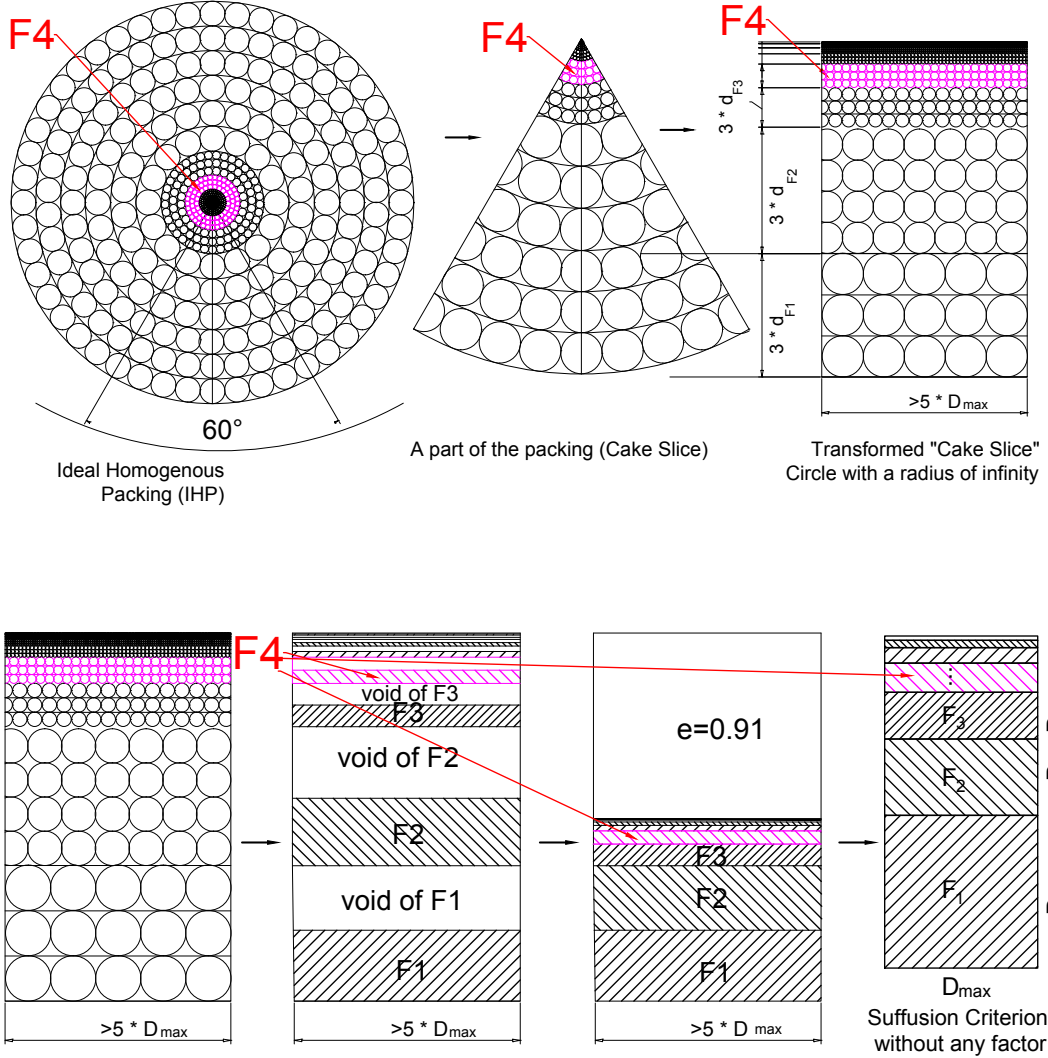 F4
60°
Ideal Homogenous
Packing (IHP)
F4
A part of the packing (Cake Slice)
F4
3 * dF3
3 * dF2
3 * dF1
>5 * Dmax
Transformed "Cake Slice"
Circle with a radius of infinity
F4
>5 * Dmax
void of F3
F3
void of F2
F2
void of F1
F1
>5 * Dmax
e=0.91
F3
F2
F1
>5 * D max
F3
F2
F1
Dmax
Suffusion Criterion
without any factor